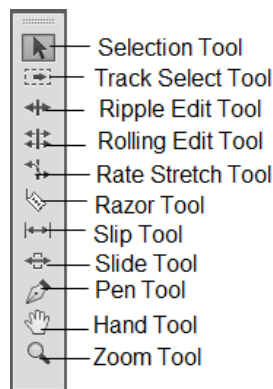 Selection Tool
Track Select Tool
Ripple Edit Tool
Rolling Edit Tool
Rate Stretch Tool
Razor Tool
Slip Tool
Slide Tool
Pen Tool
Hand Tool
Zoom Tool